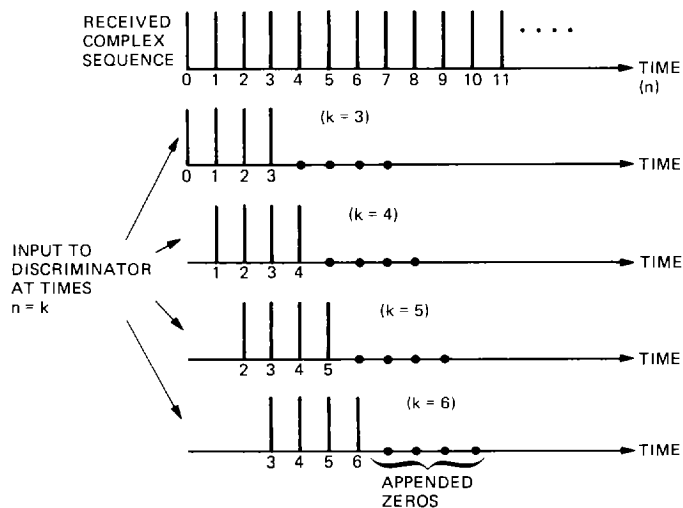 RECEIVED
COMPLEX
SEQUENCE
0 1 2 3 4 5 6 7 8 9 10 11
TIME
(n)
(k = 3)
0 1 2 3
TIME
(k = 4)
1 2 3 4
TIME
INPUT TO
DISCRIMINATOR
AT TIMES
n = k
(k = 5)
2 3 4 5
TIME
(k = 6)
3 4 5 6
TIME
APPENDED
ZEROS